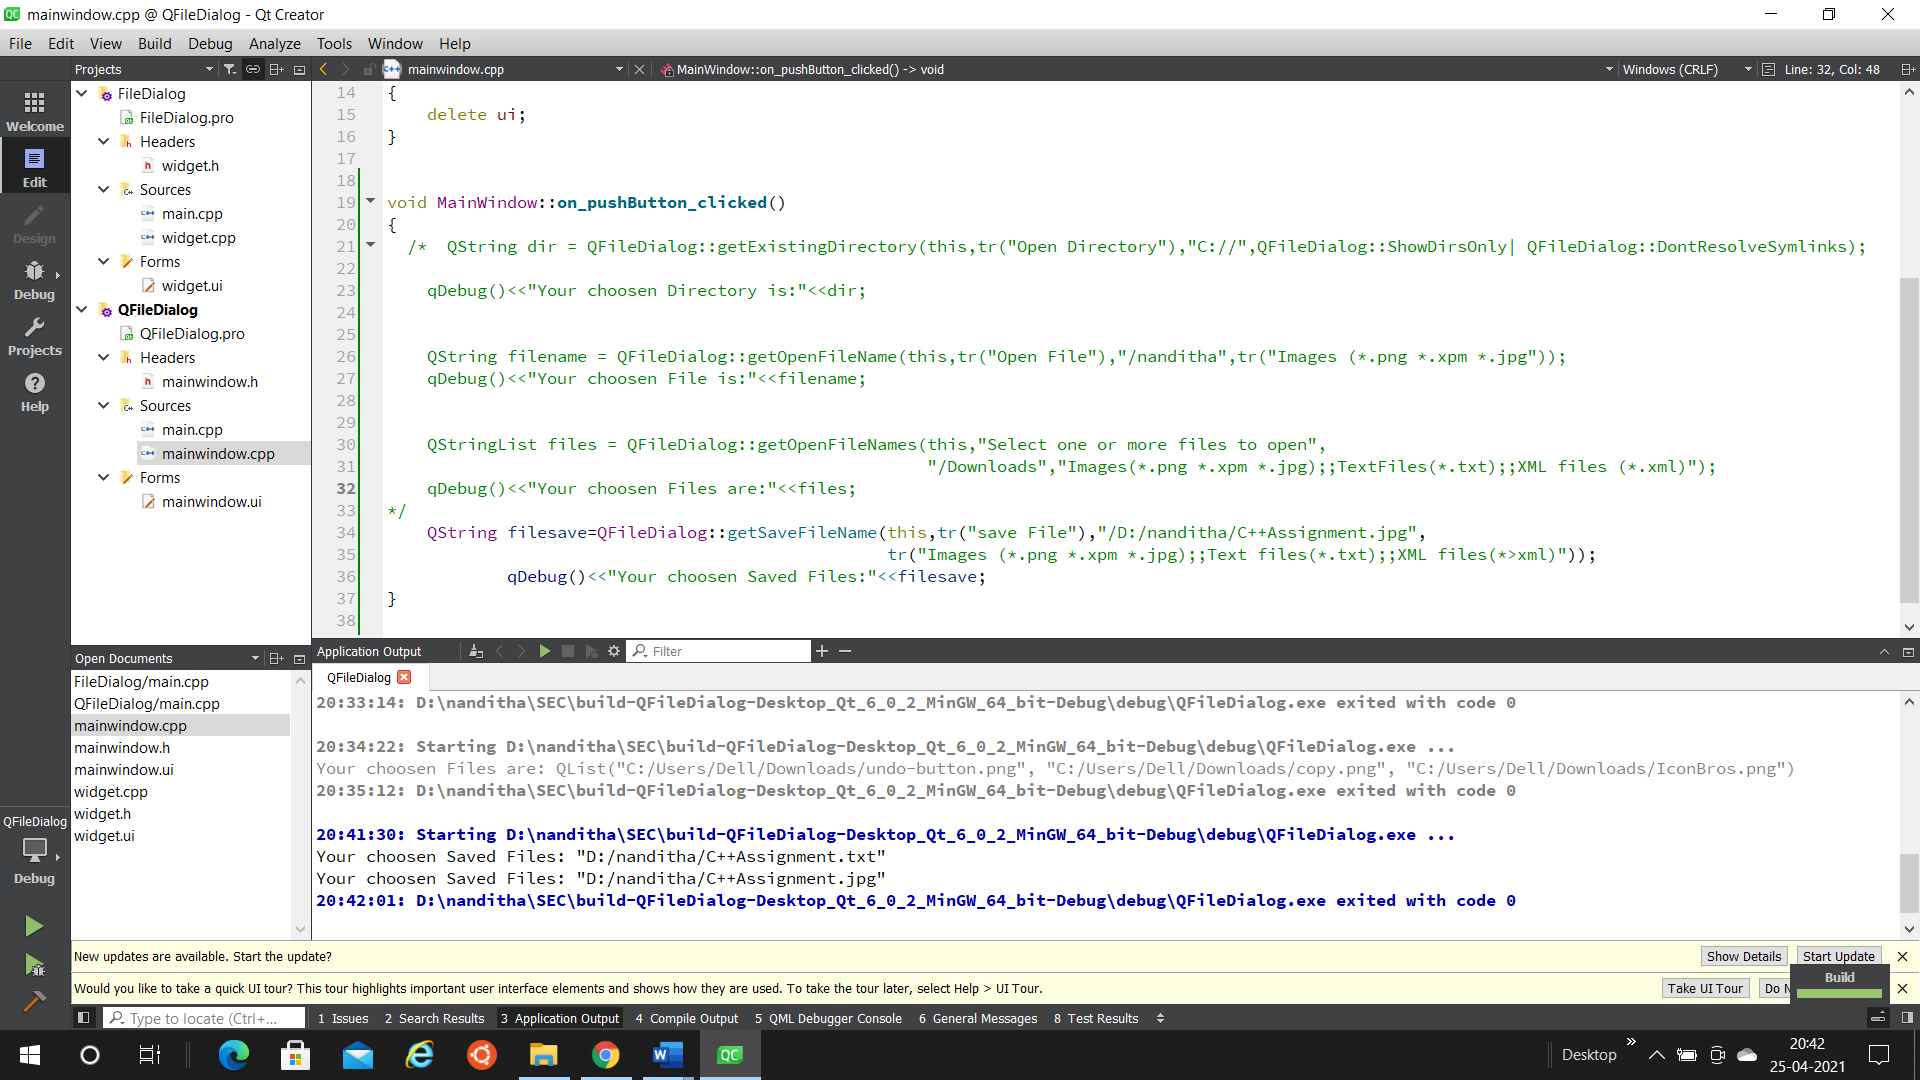 mainwindow.cpp @ QFileDialog - Qt Creator
File Edit View Build Debug Analyze Tools Window Help
Projects mainwindow.cpp MainWindow::on_pushButton_clicked() -> void Windows (CRLF) Line: 32, Col: 48
Welcome
Edit
Design
Debug
Projects
Help
FileDialog
FileDialog.pro
Headers
widget.h
Sources
main.cpp
widget.cpp
Forms
widget.ui
QFileDialog
QFileDialog.pro
Headers
mainwindow.h
Sources
main.cpp
mainwindow.cpp
Forms
mainwindow.ui
14 {
15 delete ui;
16 }
17
18
19 void MainWindow::on_pushButton_clicked()
20 {
21 /* QString dir = QFileDialog::getExistingDirectory(this,tr("Open Directory"),"C://",QFileDialog::ShowDirsOnly| QFileDialog::DontResolveSymlinks);
22
23 qDebug()<<"Your choosen Directory is:"<<dir;
24
25
26 QString filename = QFileDialog::getOpenFileName(this,tr("Open File"),"/nanditha",tr("Images (*.png *.xpm *.jpg"));
27 qDebug()<<"Your choosen File is:"<<filename;
28
29
30 QStringList files = QFileDialog::getOpenFileNames(this,"Select one or more files to open",
31 "/Downloads","Images(*.png *.xpm *.jpg);;TextFiles(*.txt);;XML files (*.xml)");
32 qDebug()<<"Your choosen Files are:"<<files;
33 */
34 QString filesave=QFileDialog::getSaveFileName(this,tr("save File"),"/D:/nanditha/C++Assignment.jpg",
35 tr("Images (*.png *.xpm *.jpg);;Text files(*.txt);;XML files(*>xml)"));
36 qDebug()<<"Your choosen Saved Files:"<<filesave;
37 }
38
Open Documents
FileDialog/main.cpp
QFileDialog/main.cpp
mainwindow.cpp
mainwindow.h
mainwindow.ui
widget.cpp
widget.h
widget.ui
QFileDialog
Debug
Application Output Filter
QFileDialog
20:33:14: D:\nanditha\SEC\build-QFileDialog-Desktop_Qt_6_0_2_MinGW_64_bit-Debug\debug\QFileDialog.exe exited with code 0
20:34:22: Starting D:\nanditha\SEC\build-QFileDialog-Desktop_Qt_6_0_2_MinGW_64_bit-Debug\debug\QFileDialog.exe ...
Your choosen Files are: QList("C:/Users/Dell/Downloads/undo-button.png", "C:/Users/Dell/Downloads/copy.png", "C:/Users/Dell/Downloads/IconBros.png")
20:35:12: D:\nanditha\SEC\build-QFileDialog-Desktop_Qt_6_0_2_MinGW_64_bit-Debug\debug\QFileDialog.exe exited with code 0
20:41:30: Starting D:\nanditha\SEC\build-QFileDialog-Desktop_Qt_6_0_2_MinGW_64_bit-Debug\debug\QFileDialog.exe ...
Your choosen Saved Files: "D:/nanditha/C++Assignment.txt"
Your choosen Saved Files: "D:/nanditha/C++Assignment.jpg"
20:42:01: D:\nanditha\SEC\build-QFileDialog-Desktop_Qt_6_0_2_MinGW_64_bit-Debug\debug\QFileDialog.exe exited with code 0
New updates are available. Start the update? Show Details Start Update
Would you like to take a quick UI tour? This tour highlights important user interface elements and shows how they are used. To take the tour later, select Help > UI Tour. Take UI Tour Do N
Build
Type to locate (Ctrl+... 1 Issues 2 Search Results 3 Application Output 4 Compile Output 5 QML Debugger Console 6 General Messages 8 Test Results
Desktop
20:42
25-04-2021